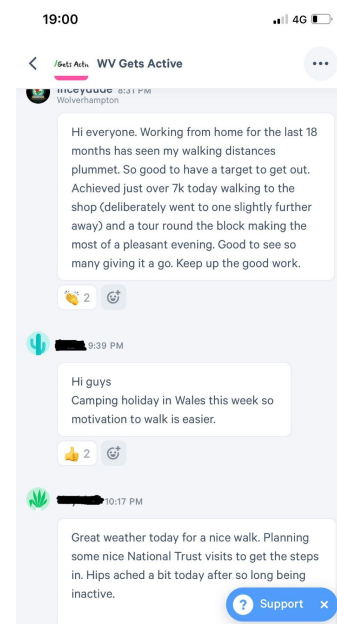 19:00
4G
Gets Activ
WV Gets Active
8:31 PM
Wolverhampton
Hi everyone. Working from home for the last 18
months has seen my walking distances
plummet. So good to have a target to get out.
Achieved just over 7k today walking to the
shop (deliberately went to one slightly further
away) and a tour round the block making the
most of a pleasant evening. Good to see so
many giving it a go. Keep up the good work.
2
9:39 PM
Hi guys
Camping holiday in Wales this week so
motivation to walk is easier.
2
10:17 PM
Great weather today for a nice walk. Planning
some nice National Trust visits to get the steps
in. Hips ached a bit today after so long being
inactive.
? Support ×